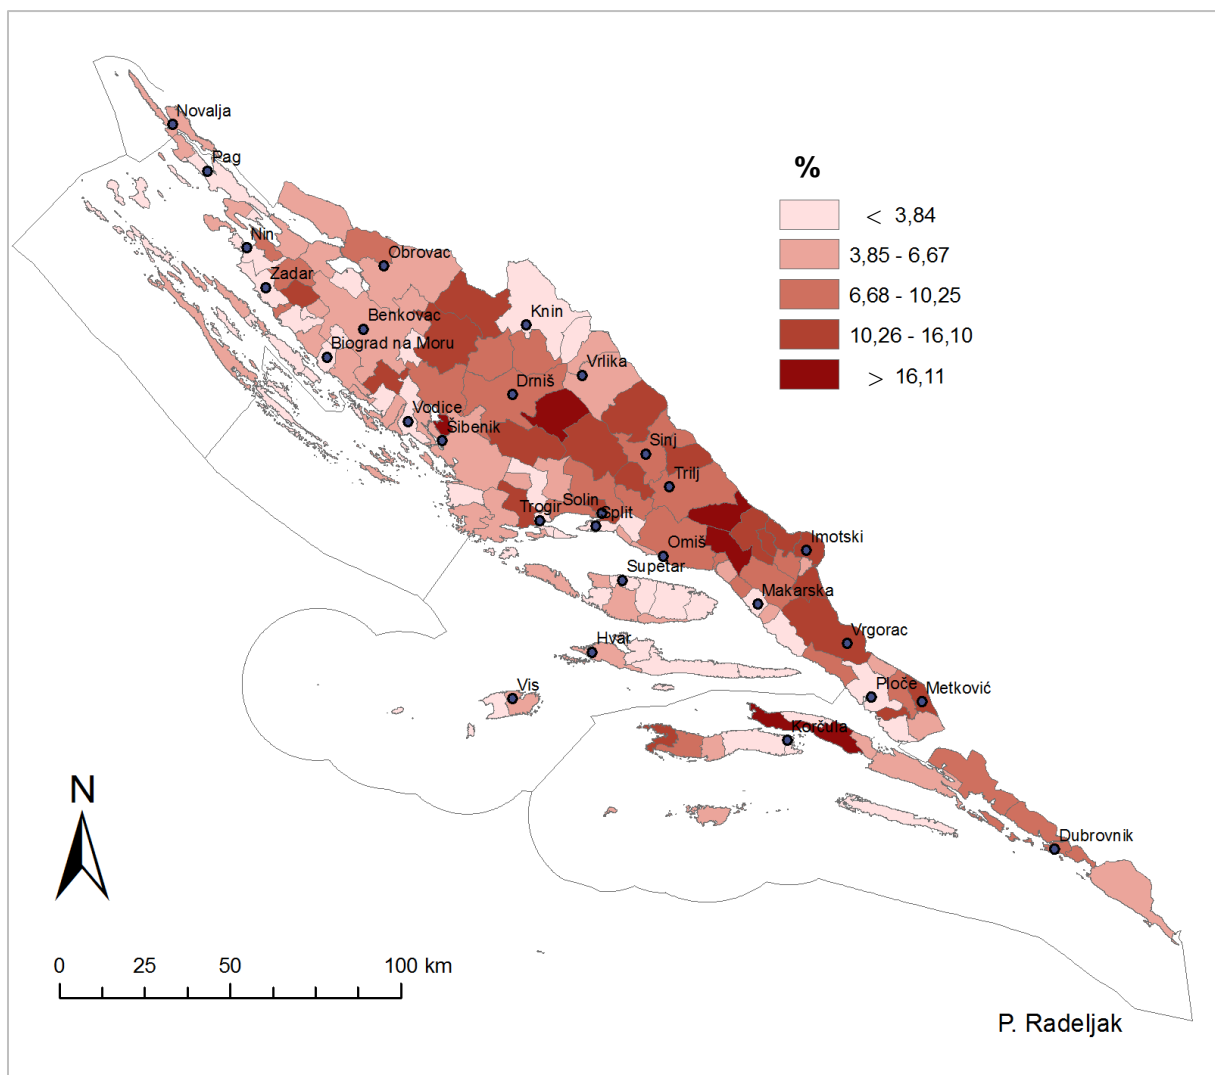 Novalja
Pag
%
< 3,84
Nin
3,85 - 6,67
Obrovac
Zadar
6,68 - 10,25
Knin
Benkovac
10,26 - 16,10
Biograd na Moru
Vrlika
> 16,11
Drniš
Vodice
Šibenik
Sinj
Trilj
Solin
Trogir
Split
Omiš
Imotski
Supetar
Makarska
Hvar
Vrgorac
Vis
Ploče
Metković
Korčula
N
Dubrovnik
0 25 50 100 km
P. Radeljak